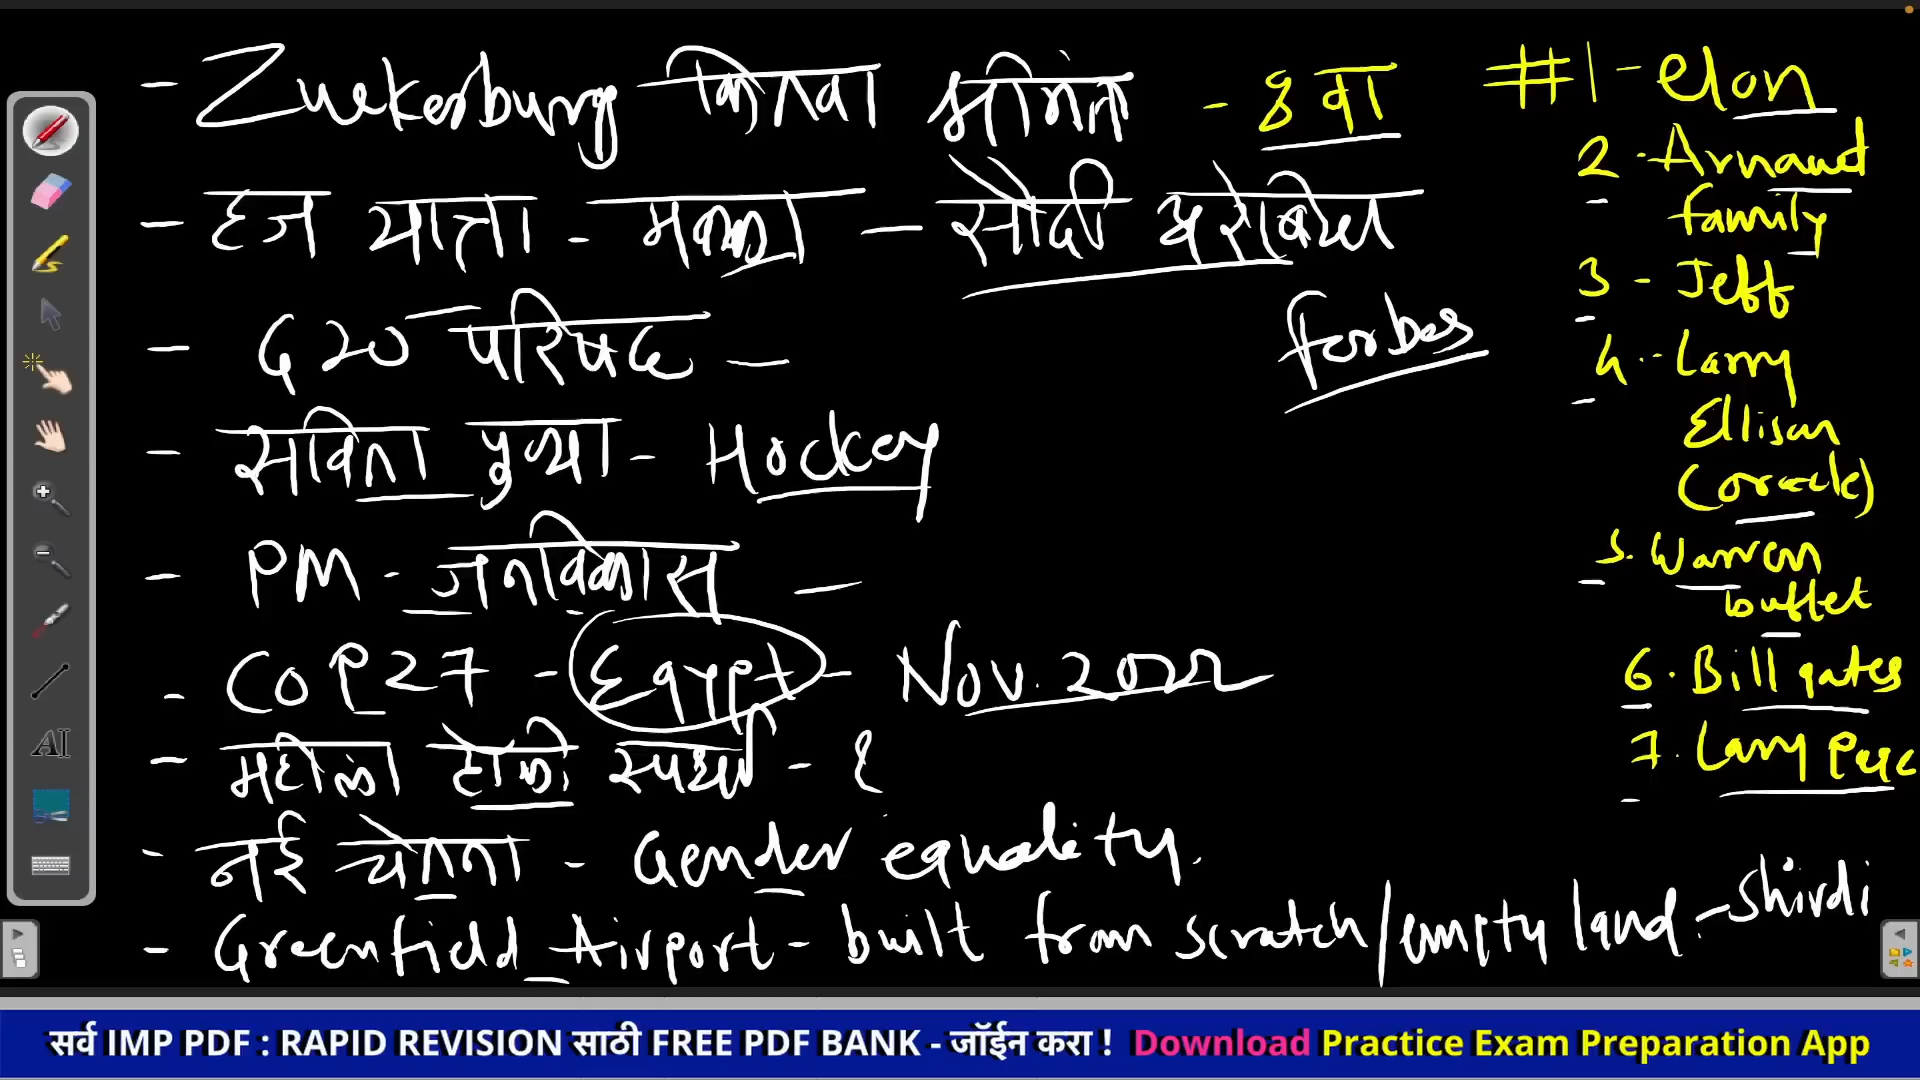 - Zuckerburg कितवा श्रीमंत - 8 वा
- हज यात्रा - मक्का - सौदी अरेबिया
- G20 परिषद -
- सविता पुनिया - Hockey
- PM - जनविकास -
- COP27 - Egypt - Nov. 2022
- महीला हॉकी स्पर्धा -
- नई चेतना - Gender equality.
- Greenfield Airport - built from scratch/empty land. - Shirdi
#1 - elon
2 - Arnaud
family
3 - Jeff
4 - Larry
Ellison
(oracle)
5. Warren
buffet
6. Bill gates
7. Larry Page
forbes
सर्व IMP PDF : RAPID REVISION साठी FREE PDF BANK - जॉईन करा ! Download Practice Exam Preparation App